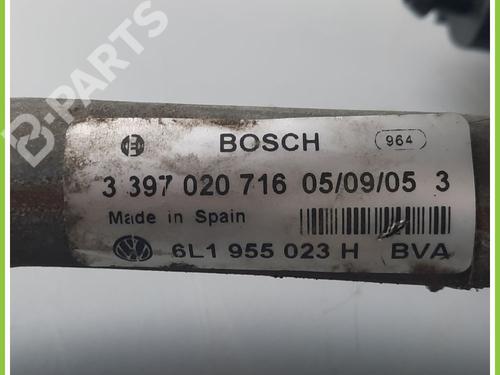 B-PARTS
BOSCH 964
3 397 020 716 05/09/05 3
Made in Spain
6L1 955 023 H BVA